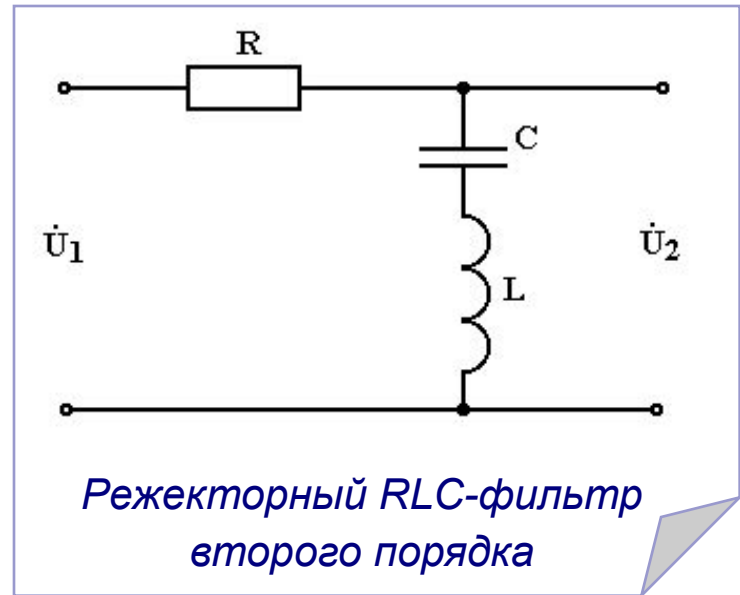 R
C
U̇1
U̇2
L
Режекторный RLC-фильтр
второго порядка